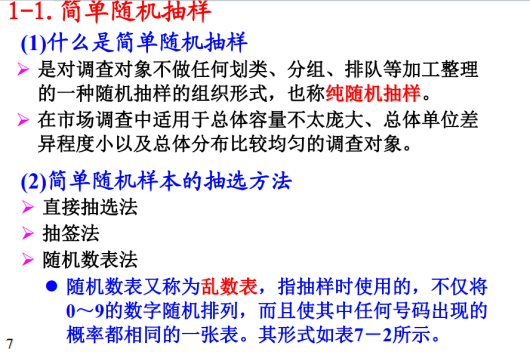 1-1. 简单随机抽样
(1)什么是简单随机抽样
是对调查对象不做任何划类、分组、排队等加工整理
的一种随机抽样的组织形式，也称纯随机抽样。
在市场调查中适用于总体容量不太庞大、总体单位差
异程度小以及总体分布比较均匀的调查对象。
(2)简单随机样本的抽选方法
直接抽选法
抽签法
随机数表法
随机数表又称为乱数表，指抽样时使用的，不仅将
0～9的数字随机排列，而且使其中任何号码出现的
概率都相同的一张表。其形式如表7－2所示。
7